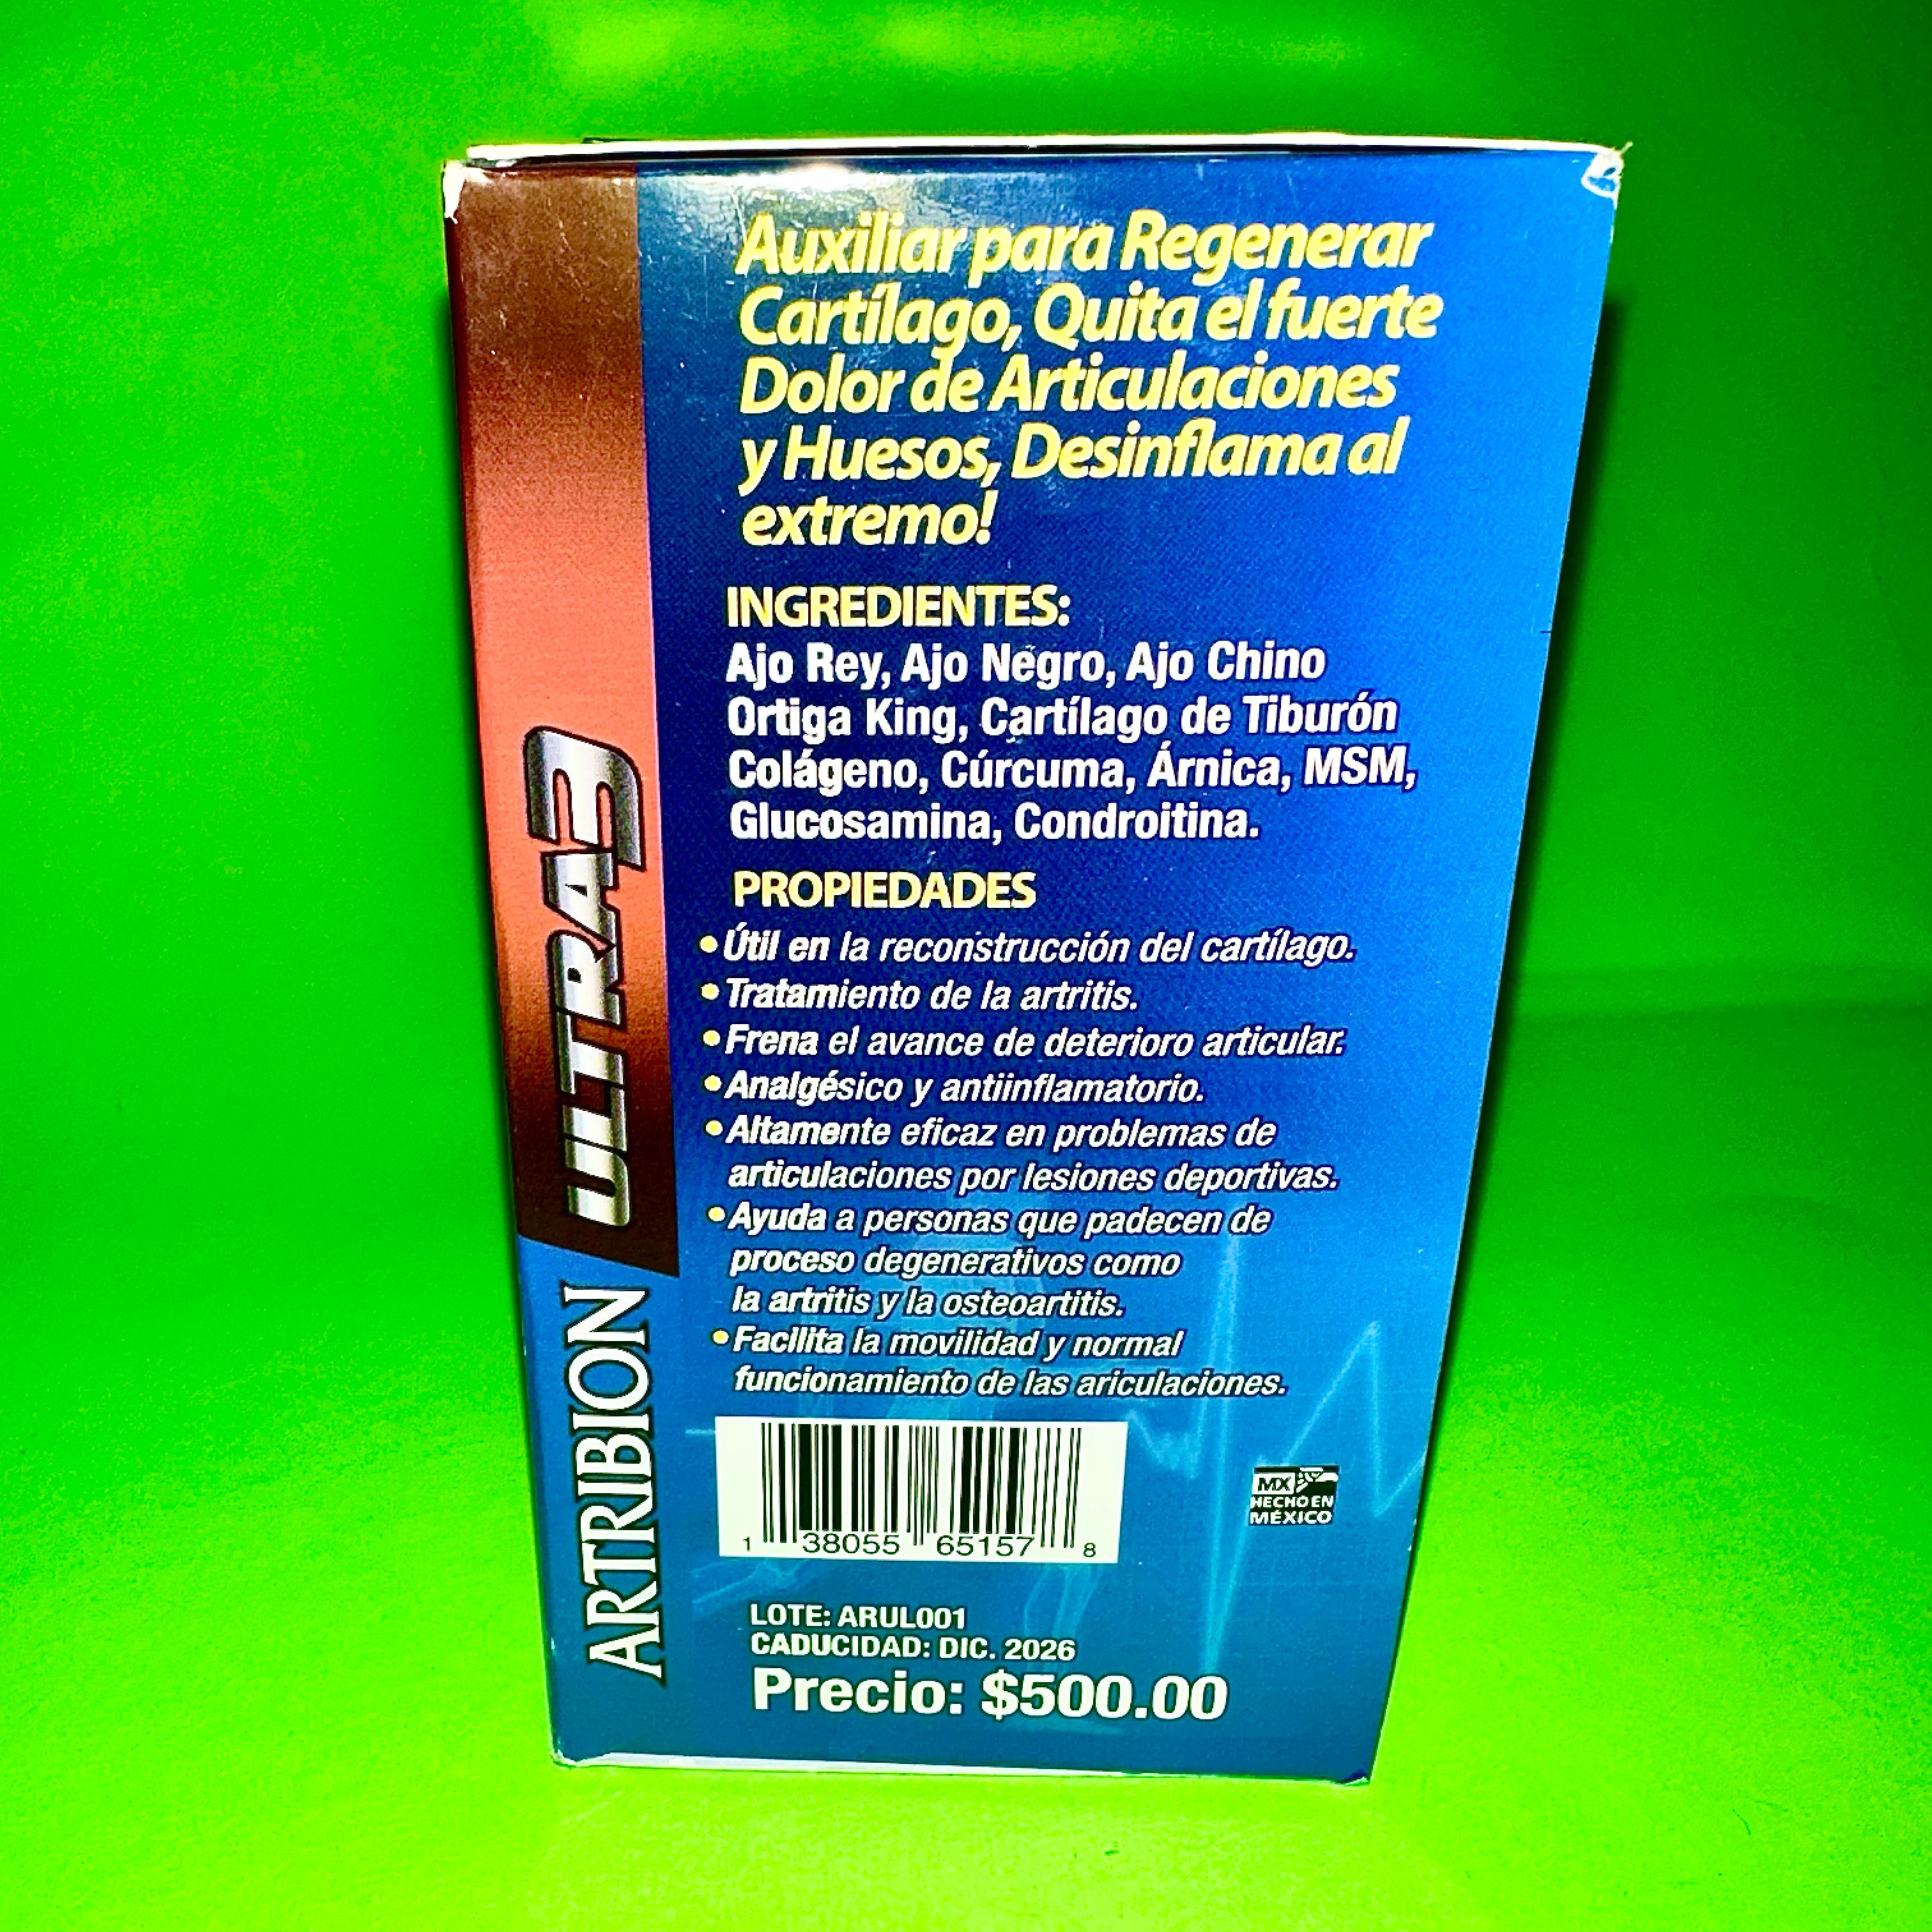 Auxiliar para Regenerar
Cartílago, Quita el fuerte
Dolor de Articulaciones
y Huesos, Desinflama al
extremo!
INGREDIENTES:
Ajo Rey, Ajo Negro, Ajo Chino
Ortiga King, Cartílago de Tiburón
Colágeno, Cúrcuma, Árnica, MSM,
Glucosamina, Condroitina.
PROPIEDADES
•Útil en la reconstrucción del cartílago.
•Tratamiento de la artritis.
•Frena el avance de deterioro articular.
•Analgésico y antiinflamatorio.
•Altamente eficaz en problemas de
articulaciones por lesiones deportivas.
•Ayuda a personas que padecen de
proceso degenerativos como
la artritis y la osteoartitis.
•Facilita la movilidad y normal
funcionamiento de las ariculaciones.
1 38055 65157 8
MX
HECHO EN
MÉXICO
LOTE: ARUL001
CADUCIDAD: DIC. 2026
Precio: $500.00
ARTRIBION ULTRA3